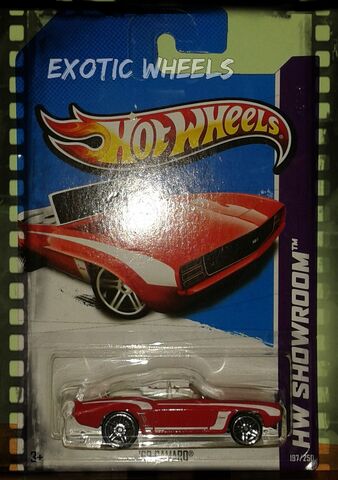 EXOTIC WHEELS
HOT WHEELS
HW SHOWROOM™
197/250
'69 CAMARO®
3+